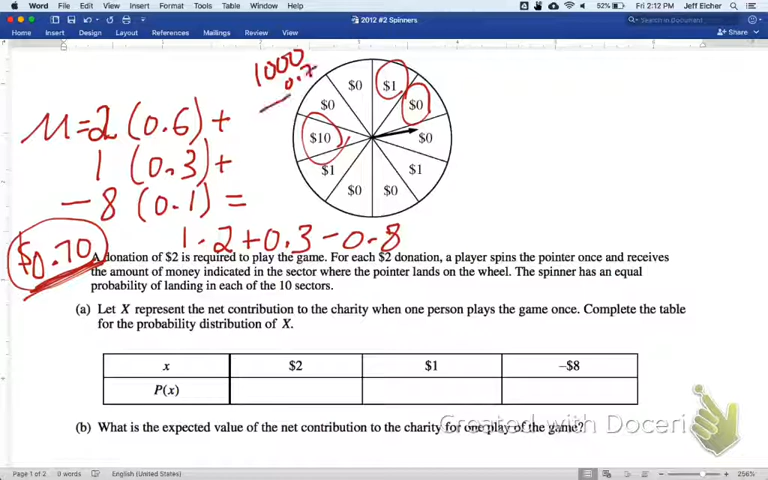 Word File Edit View Insert Format Tools Table Window Help 52% Fri 2:12 PM Jeff Eicher
2012 #2 Spinners
Search in Document
Home Insert Design Layout References Mailings Review View Share
1000
0.7
$0 $1
$0 $0
$10 $0
$1 $1
$0 $0
M=2 (0.6) +
1 (0.3) +
-8 (0.1) =
1.2+0.3-0.8
$0.70
A donation of $2 is required to play the game. For each $2 donation, a player spins the pointer once and receives
the amount of money indicated in the sector where the pointer lands on the wheel. The spinner has an equal
probability of landing in each of the 10 sectors.
(a) Let X represent the net contribution to the charity when one person plays the game once. Complete the table
for the probability distribution of X.
x $2 $1 –$8
P(x)
(b) What is the expected value of the net contribution to the charity for one play of the game?
Created with Doceri
Page 1 of 2 0 words English (United States) 256%